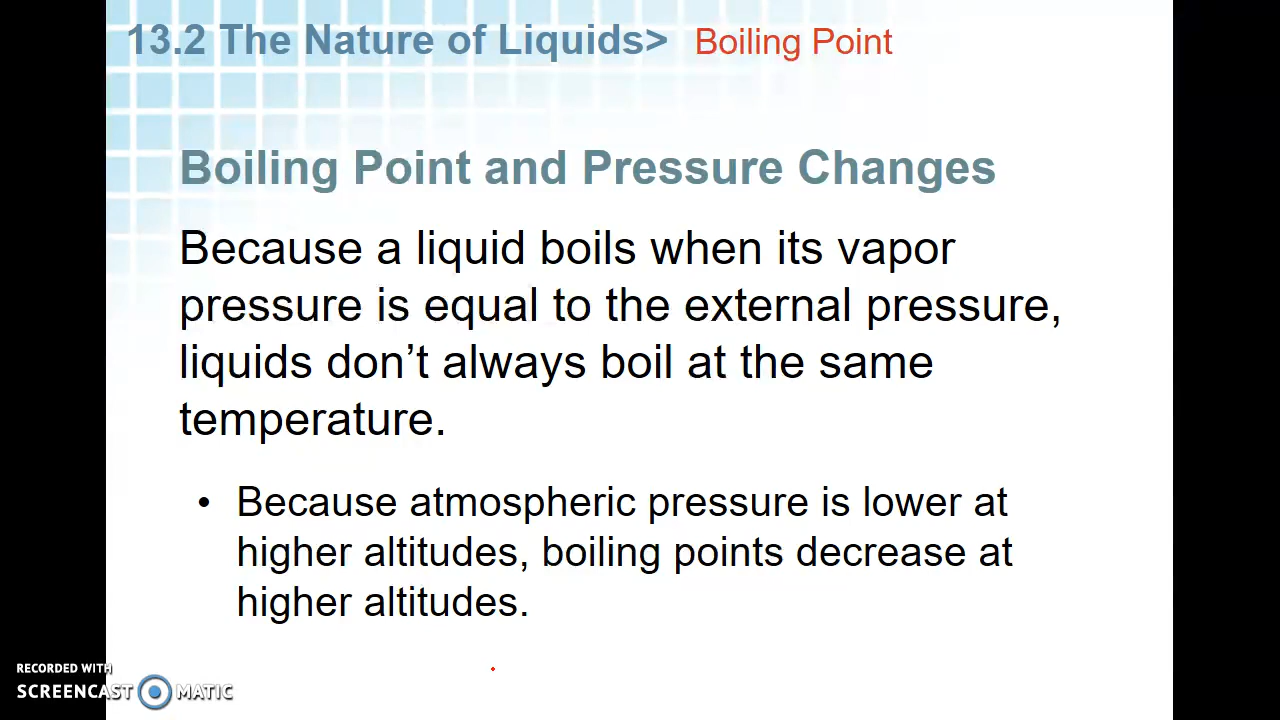 13.2 The Nature of Liquids> Boiling Point
Boiling Point and Pressure Changes
Because a liquid boils when its vapor
pressure is equal to the external pressure,
liquids don’t always boil at the same
temperature.
• Because atmospheric pressure is lower at
higher altitudes, boiling points decrease at
higher altitudes.
RECORDED WITH
SCREENCAST MATIC